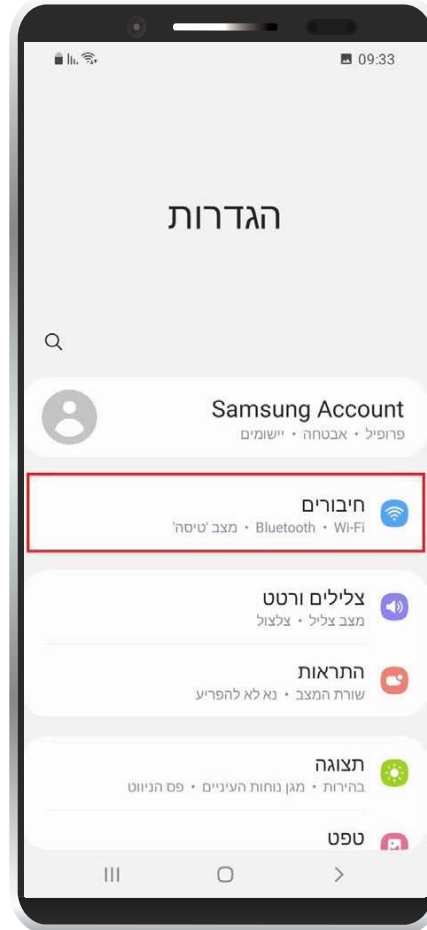 09:33
הגדרות
Samsung Account
פרופיל • אבטחה • יישומים
חיבורים
Wi-Fi • Bluetooth • מצב 'טיסה'
צלילים ורטט
מצב צליל • צלצול
התראות
שורת המצב • נא לא להפריע
תצוגה
בהירות • מגן נוחות העיניים • פס הניווט
טפט